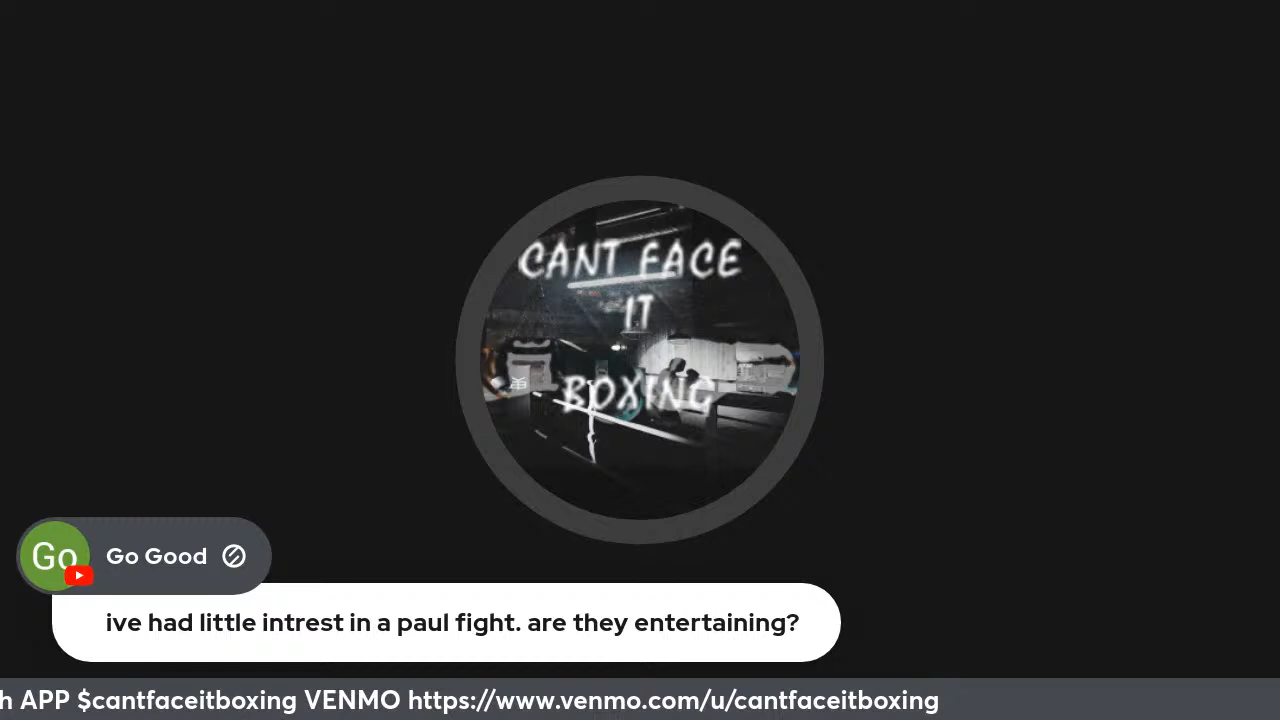 CANT FACE
IT
BOXING
Go
Go Good
ive had little intrest in a paul fight. are they entertaining?
h APP $cantfaceitboxing VENMO https://www.venmo.com/u/cantfaceitboxing